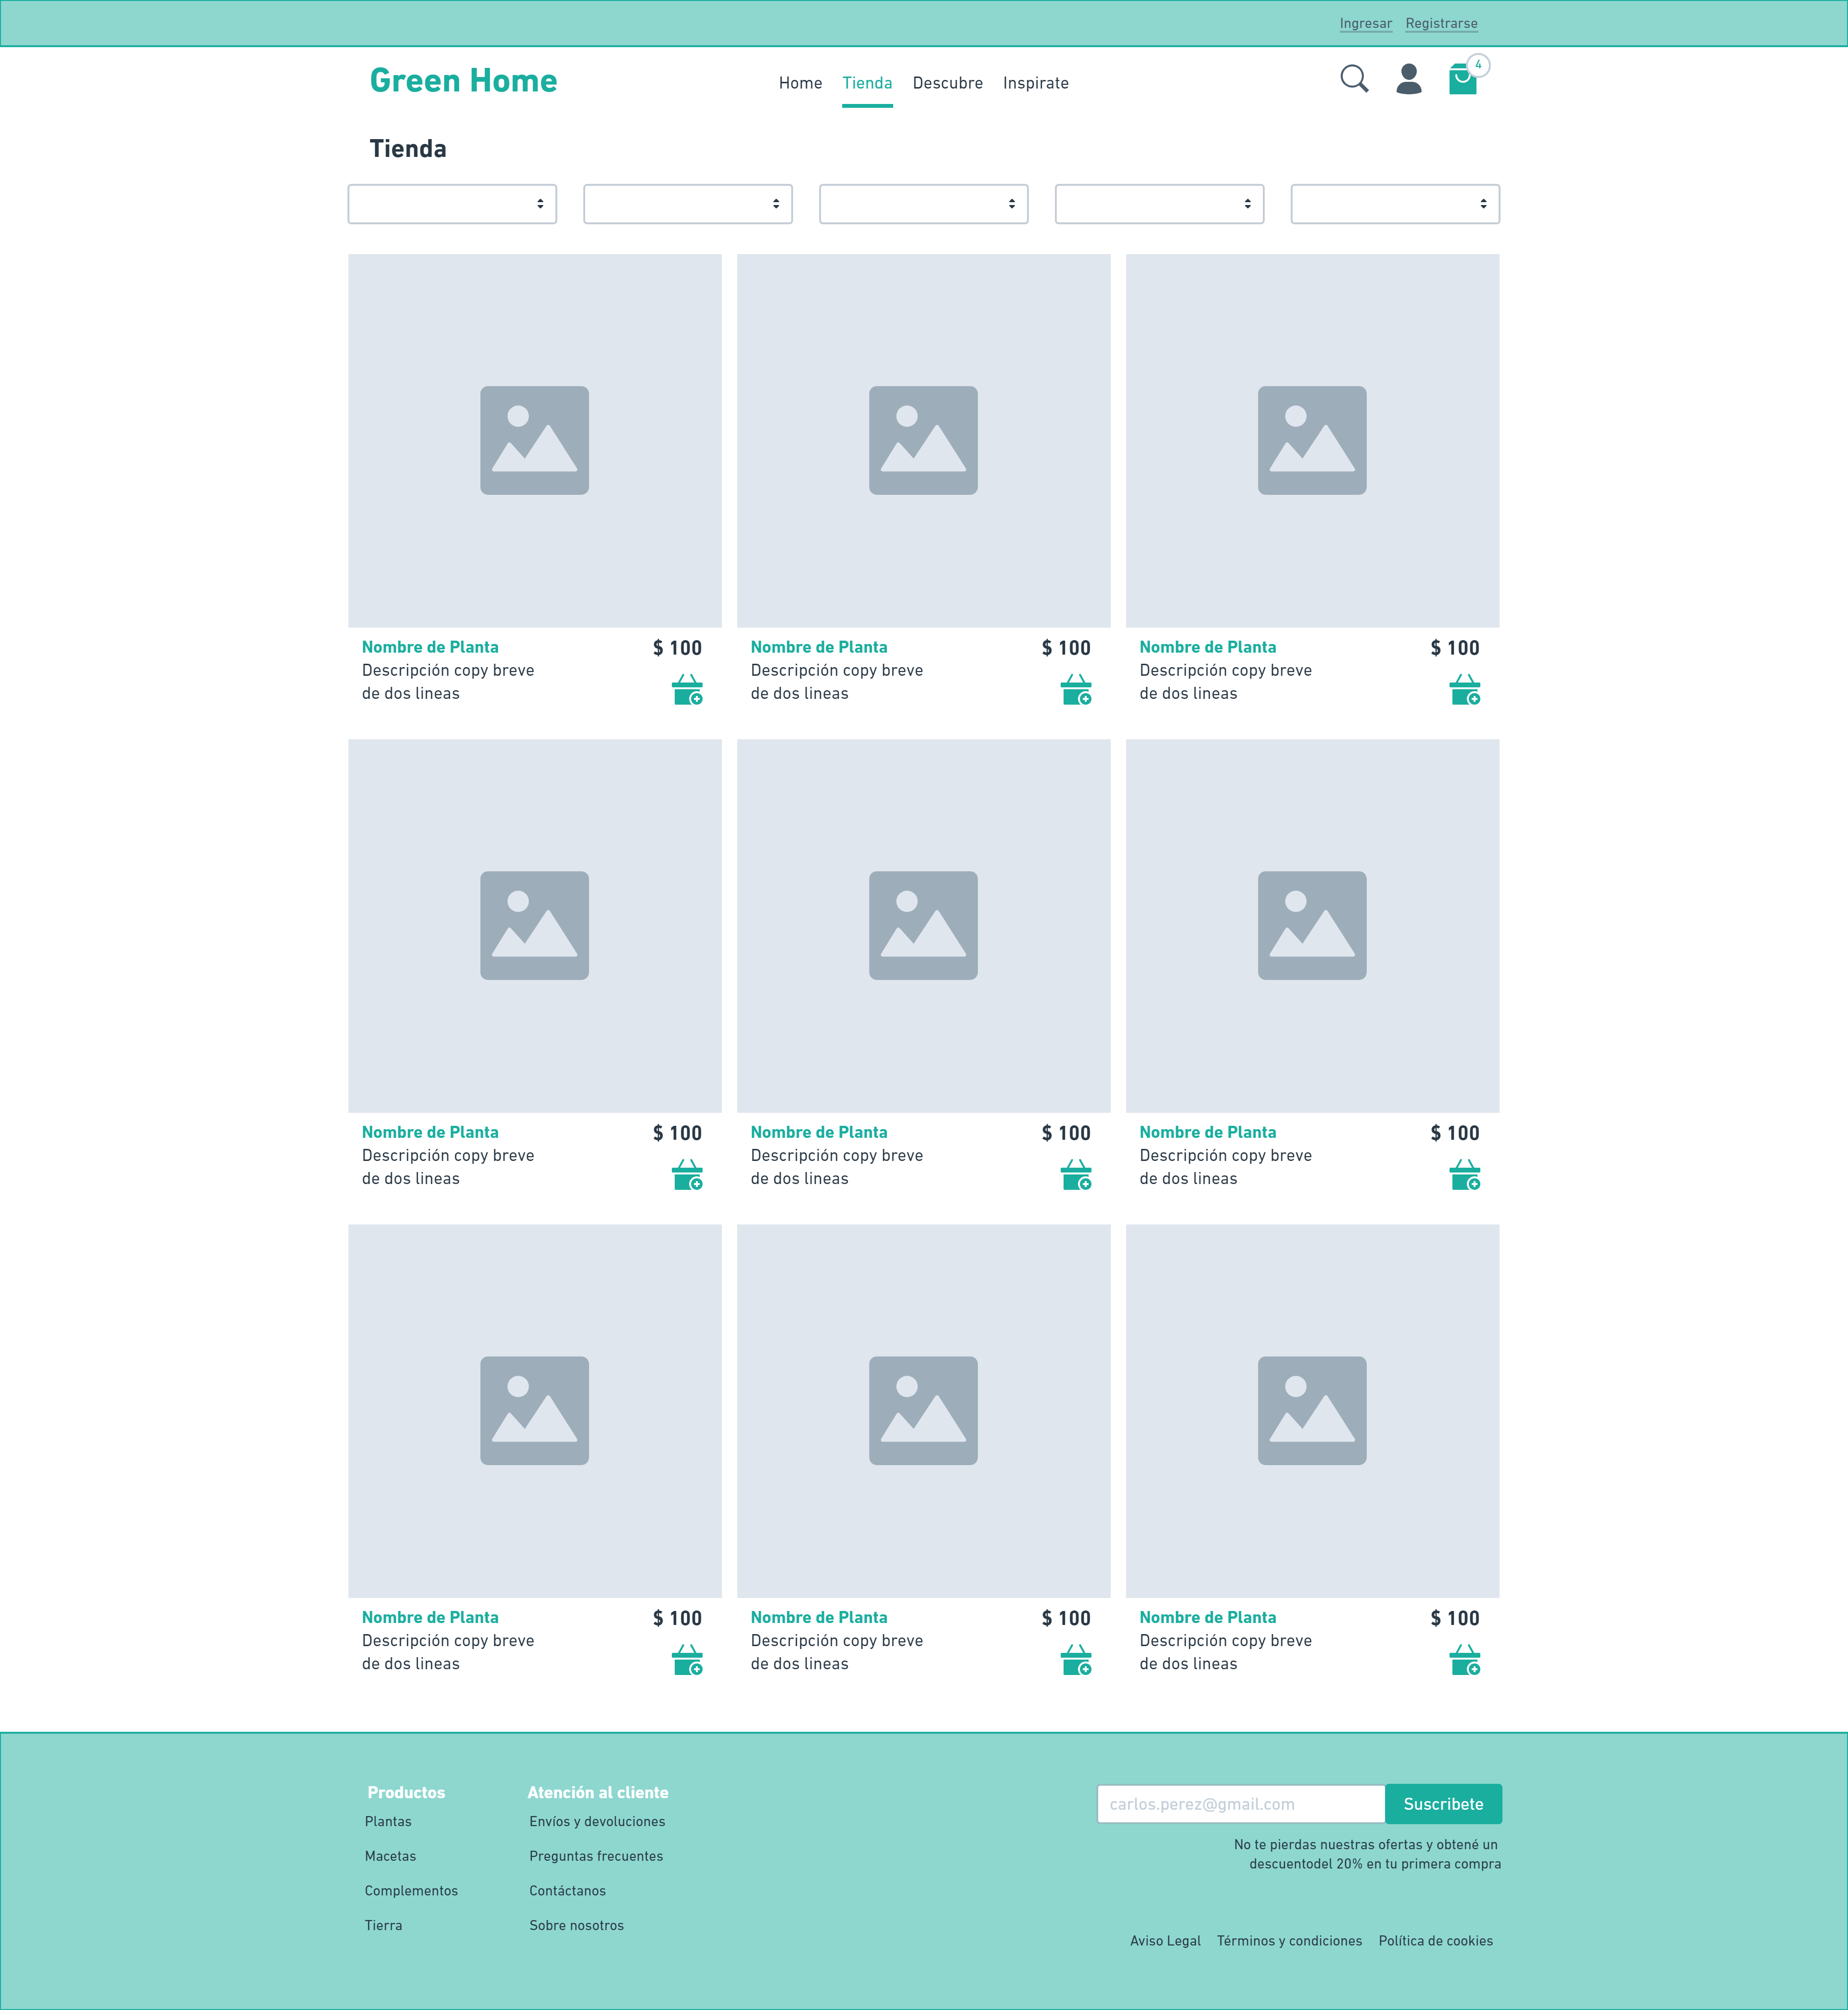 Ingresar Registrarse
Green Home Home Tienda Descubre Inspirate 4
Tienda
Nombre de Planta $ 100
Descripción copy breve
de dos lineas
Nombre de Planta $ 100
Descripción copy breve
de dos lineas
Nombre de Planta $ 100
Descripción copy breve
de dos lineas
Nombre de Planta $ 100
Descripción copy breve
de dos lineas
Nombre de Planta $ 100
Descripción copy breve
de dos lineas
Nombre de Planta $ 100
Descripción copy breve
de dos lineas
Nombre de Planta $ 100
Descripción copy breve
de dos lineas
Nombre de Planta $ 100
Descripción copy breve
de dos lineas
Nombre de Planta $ 100
Descripción copy breve
de dos lineas
Productos
Plantas
Macetas
Complementos
Tierra
Atención al cliente
Envíos y devoluciones
Preguntas frecuentes
Contáctanos
Sobre nosotros
carlos.perez@gmail.com Suscribete
No te pierdas nuestras ofertas y obtené un
descuentodel 20% en tu primera compra
Aviso Legal Términos y condiciones Política de cookies